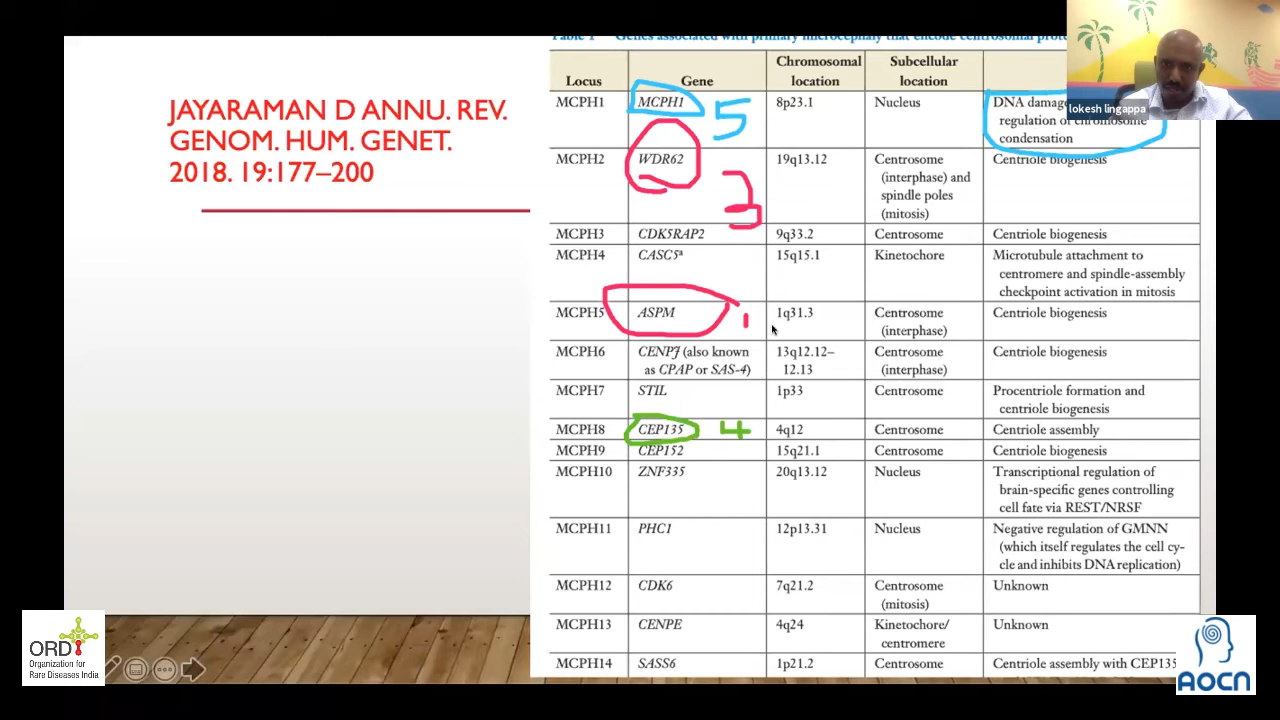 JAYARAMAN D ANNU. REV.
GENOM. HUM. GENET.
2018. 19:177–200
Table 1 Genes associated with primary microcephaly that encode centrosomal prote
Locus Gene Chromosomal location Subcellular location
MCPH1 MCPH1 5 8p23.1 Nucleus DNA damag
regulation of chromosome
condensation
lokesh lingappa
MCPH2 WDR62 3 19q13.12 Centrosome Centriole biogenesis
(interphase) and
spindle poles
(mitosis)
MCPH3 CDK5RAP2 9q33.2 Centrosome Centriole biogenesis
MCPH4 CASC5ᵃ 15q15.1 Kinetochore Microtubule attachment to
centromere and spindle-assembly
checkpoint activation in mitosis
MCPH5 ASPM 1 1q31.3 Centrosome Centriole biogenesis
(interphase)
MCPH6 CENPJ (also known 13q12.12– Centrosome Centriole biogenesis
as CPAP or SAS-4) 12.13 (interphase)
MCPH7 STIL 1p33 Centrosome Procentriole formation and
centriole biogenesis
MCPH8 CEP135 4 4q12 Centrosome Centriole assembly
MCPH9 CEP152 15q21.1 Centrosome Centriole biogenesis
MCPH10 ZNF335 20q13.12 Nucleus Transcriptional regulation of
brain-specific genes controlling
cell fate via REST/NRSF
MCPH11 PHC1 12p13.31 Nucleus Negative regulation of GMNN
(which itself regulates the cell cy-
cle and inhibits DNA replication)
MCPH12 CDK6 7q21.2 Centrosome Unknown
(mitosis)
MCPH13 CENPE 4q24 Kinetochore/ Unknown
centromere
MCPH14 SASS6 1p21.2 Centrosome Centriole assembly with CEP135
ORDI
Organization for
Rare Diseases India
AOCN